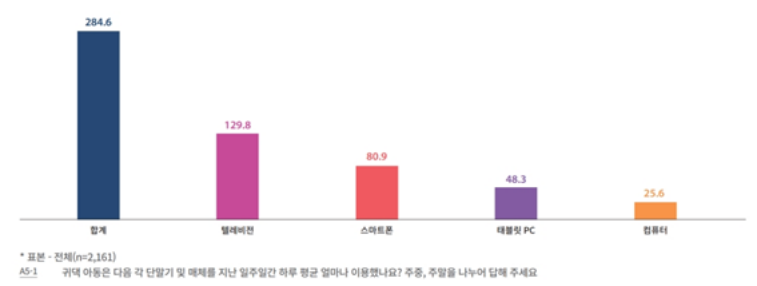 284.6
129.8
80.9
48.3
25.6
합계 텔레비전 스마트폰 태블릿 PC 컴퓨터
* 표본 - 전체(n=2,161)
A5-1 귀댁 아동은 다음 각 단말기 및 매체를 지난 일주일간 하루 평균 얼마나 이용했나요? 주중, 주말을 나누어 답해 주세요